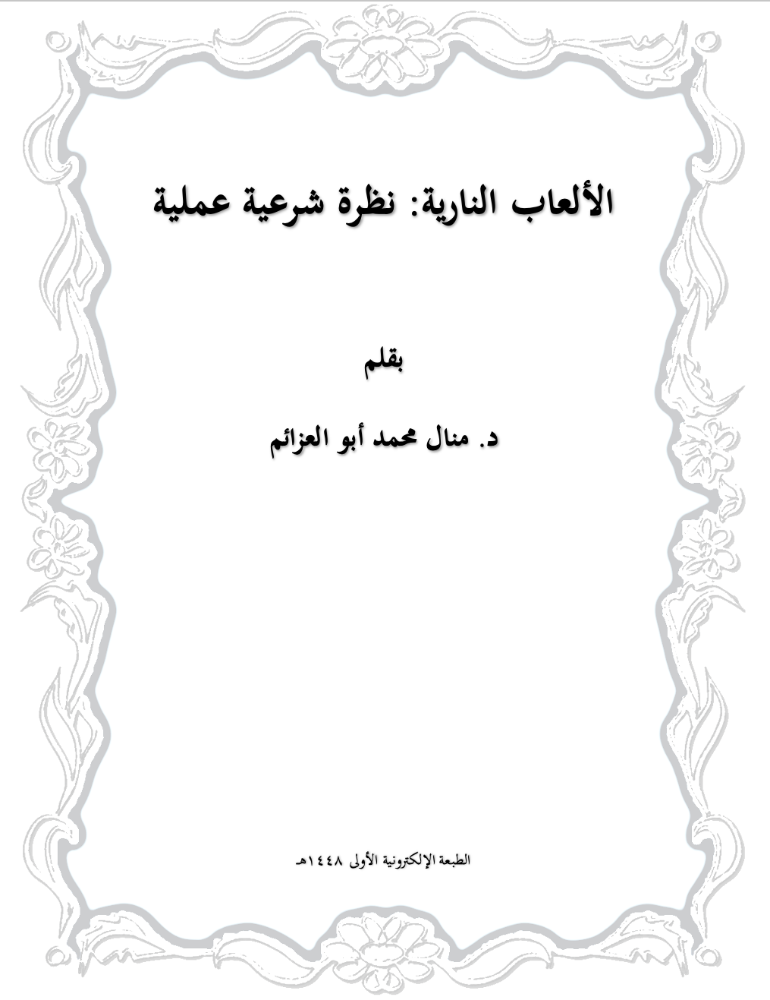 الألعاب النارية: نظرة شرعية عملية
بقلم
د. منال محمد أبو العزائم
الطبعة الإلكترونية الأولى ١٤٤٨هـ